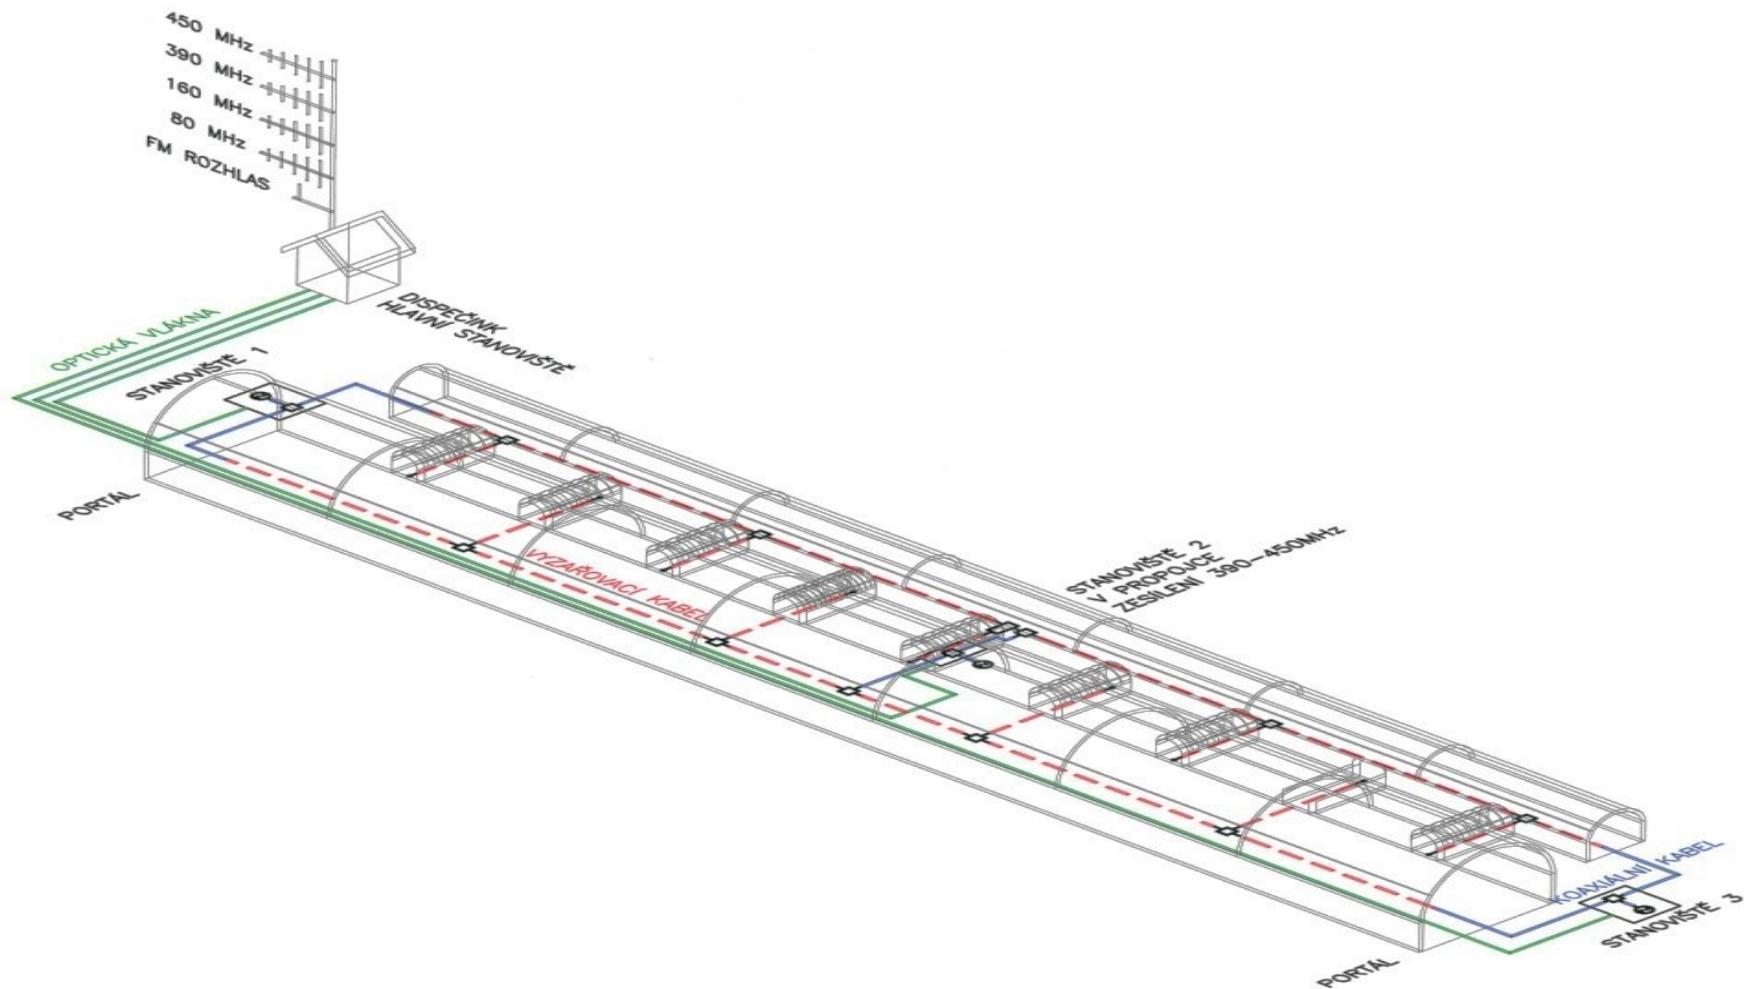 450 MHz
390 MHz
160 MHz
80 MHz
FM ROZHLAS
DISPEČINK
HLAVNÍ STANOVIŠTĚ
OPTICKÁ VLÁKNA
STANOVIŠTĚ 1
PORTÁL
VYZAŘOVACÍ KABEL
STANOVIŠTĚ 2
V PROPOJCE
ZESÍLENÍ 390-450MHz
KOAXIÁLNÍ KABEL
STANOVIŠTĚ 3
PORTÁL